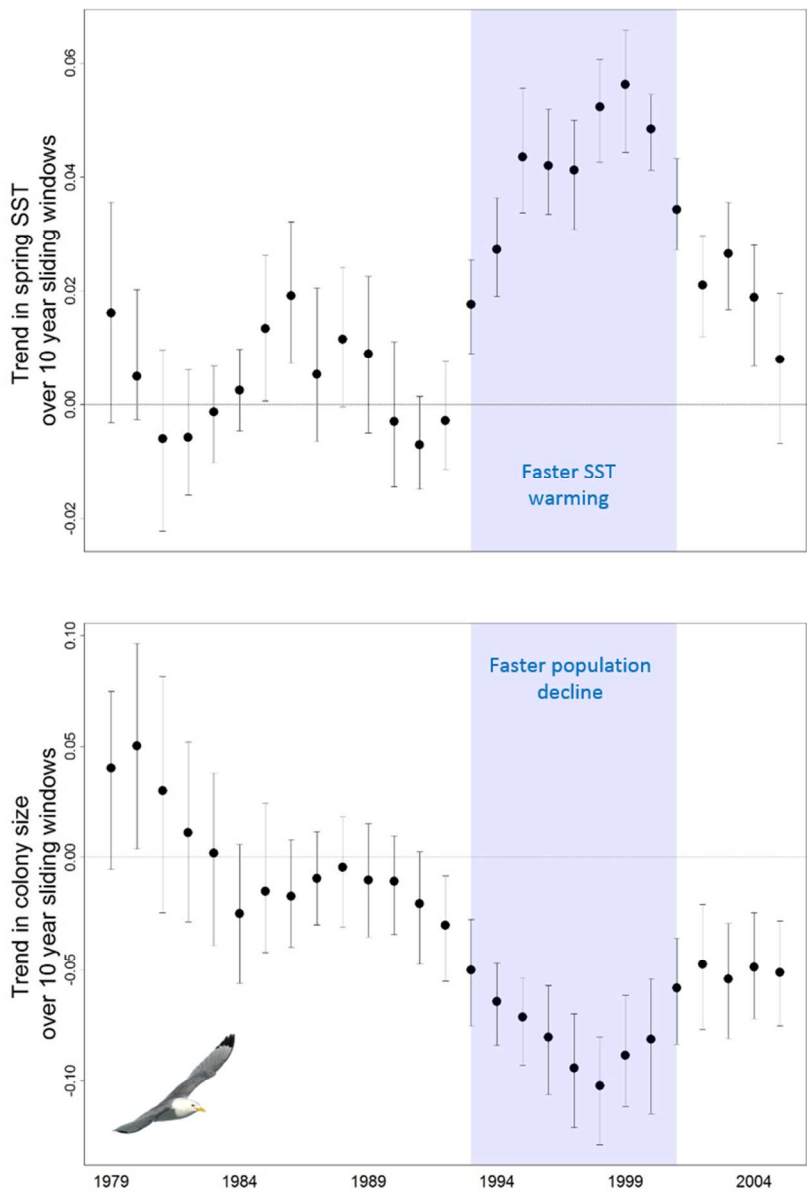 Trend in spring SST
over 10 year sliding windows
0.06
0.04
0.02
0.00
-0.02
Faster SST
warming
Trend in colony size
over 10 year sliding windows
0.10
0.05
0.00
-0.05
-0.10
Faster population
decline
1979 1984 1989 1994 1999 2004